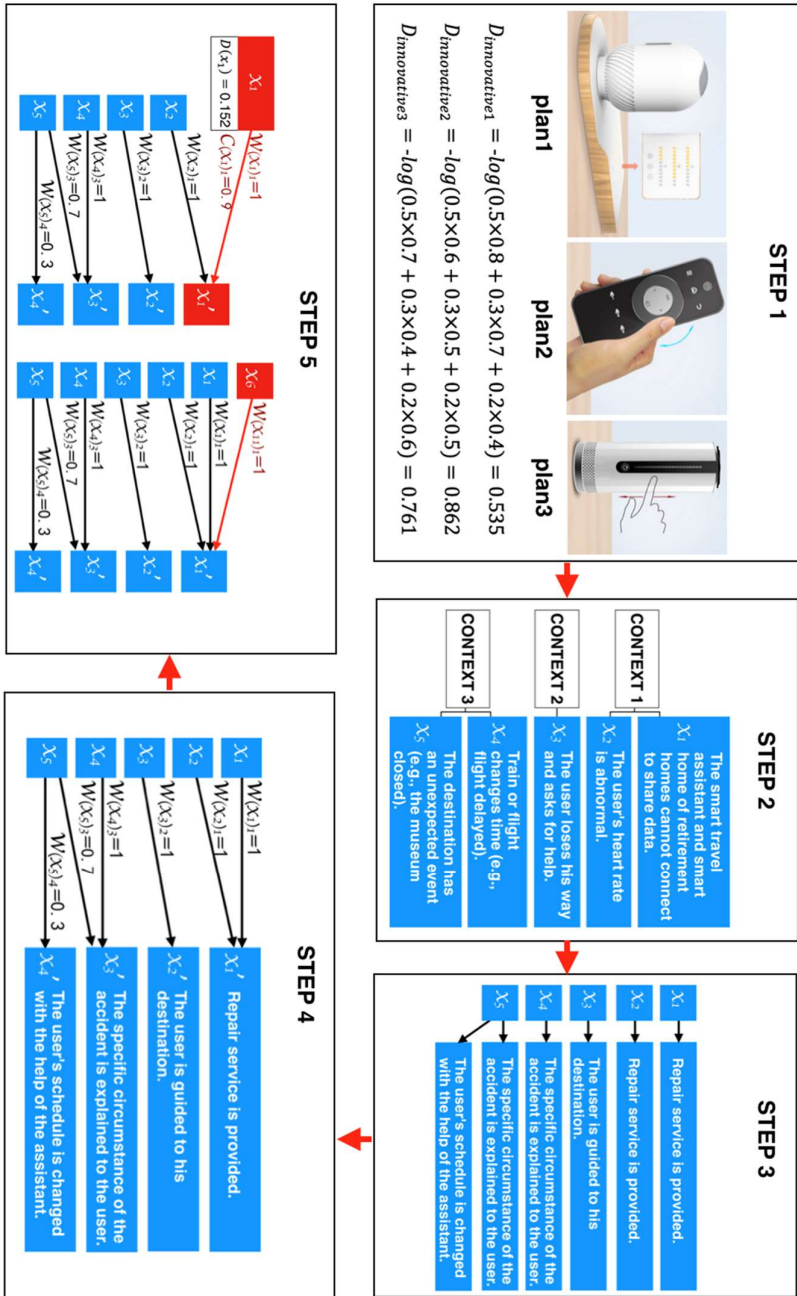 STEP 1
plan1
plan2
plan3
D_innovative1 = -log(0.5×0.8 + 0.3×0.7 + 0.2×0.4) = 0.535
D_innovative2 = -log(0.5×0.6 + 0.3×0.5 + 0.2×0.5) = 0.862
D_innovative3 = -log(0.5×0.7 + 0.3×0.4 + 0.2×0.6) = 0.761
STEP 2
CONTEXT 1
x₁
The smart travel
assistant and smart
home of retirement
homes cannot connect
to share data.
x₂
The user's heart rate
is abnormal.
CONTEXT 2
x₃
The user loses his way
and asks for help.
CONTEXT 3
x₄
Train or flight
changes time (e.g.,
flight delayed).
x₅
The destination has
an unexpected event
(e.g., the museum
closed).
STEP 3
x₁
Repair service is provided.
x₂
Repair service is provided.
x₃
The user is guided to his
destination.
x₄
The specific circumstance of the
accident is explained to the user.
x₅
The specific circumstance of the
accident is explained to the user.
The user's schedule is changed
with the help of the assistant.
STEP 4
x₁
W(x₁)₁=1
x₁′ Repair service is provided.
x₂
W(x₂)₁=1
x₃
W(x₃)₂=1
x₂′ The user is guided to his
destination.
x₄
W(x₄)₃=1
x₃′ The specific circumstance of the
accident is explained to the user.
x₅
W(x₅)₃=0.7
W(x₅)₄=0.3
x₄′ The user's schedule is changed
with the help of the assistant.
STEP 5
x₁
D(x₁) = 0.152
W(x₁)₁=1
C(x₁)₁=0.9
x₁′
x₂
W(x₂)₁=1
x₃
W(x₃)₂=1
x₂′
x₄
W(x₄)₃=1
x₃′
x₅
W(x₅)₃=0.7
W(x₅)₄=0.3
x₄′
x₆
W(x₁₁)₁=1
x₁
W(x₁)₁=1
x₁′
x₂
W(x₂)₁=1
x₃
W(x₃)₂=1
x₂′
x₄
W(x₄)₃=1
x₃′
x₅
W(x₅)₃=0.7
W(x₅)₄=0.3
x₄′